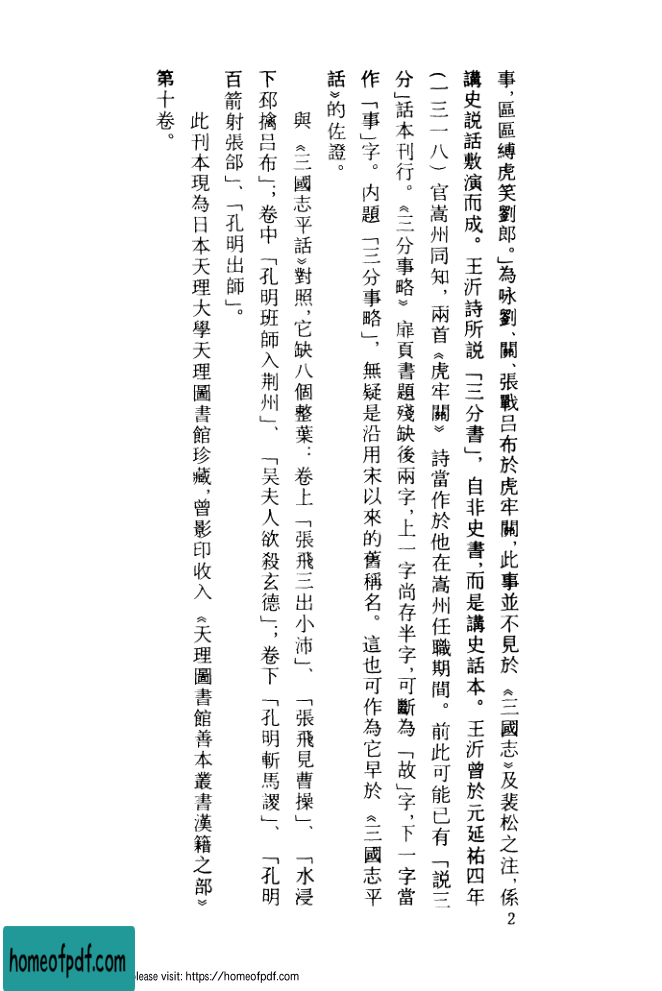 事，區區縛虎笑劉郎。」為咏劉、關、張戰吕布於虎牢關，此事並不見於《三國志》及裴松之注，係
講史説話敷演而成。王沂詩所説「三分書」，自非史書，而是講史話本。王沂曾於元延祐四年
（一三一八）官嵩州同知，兩首《虎牢關》詩當作於他在嵩州任職期間。前此可能已有「説三
分」話本刊行。《三分事略》扉頁書題殘缺後兩字，上一字尚存半字，可斷為「故」字，下一字當
作「事」字。内題「三分事略」，無疑是沿用宋以來的舊稱名。這也可作為它早於《三國志平
話》的佐證。
與《三國志平話》對照，它缺八個整葉：卷上「張飛三出小沛」、「張飛見曹操」、「水浸
下邳擒吕布」；卷中「孔明班師入荆州」、「吴夫人欲殺玄德」；卷下「孔明斬馬謖」、「孔明
百箭射張郃」、「孔明出師」。
此刊本現為日本天理大學天理圖書館珍藏，曾影印收入《天理圖書館善本叢書漢籍之部》
第十卷。
2
homeofpdf.com
lease visit: https://homeofpdf.com